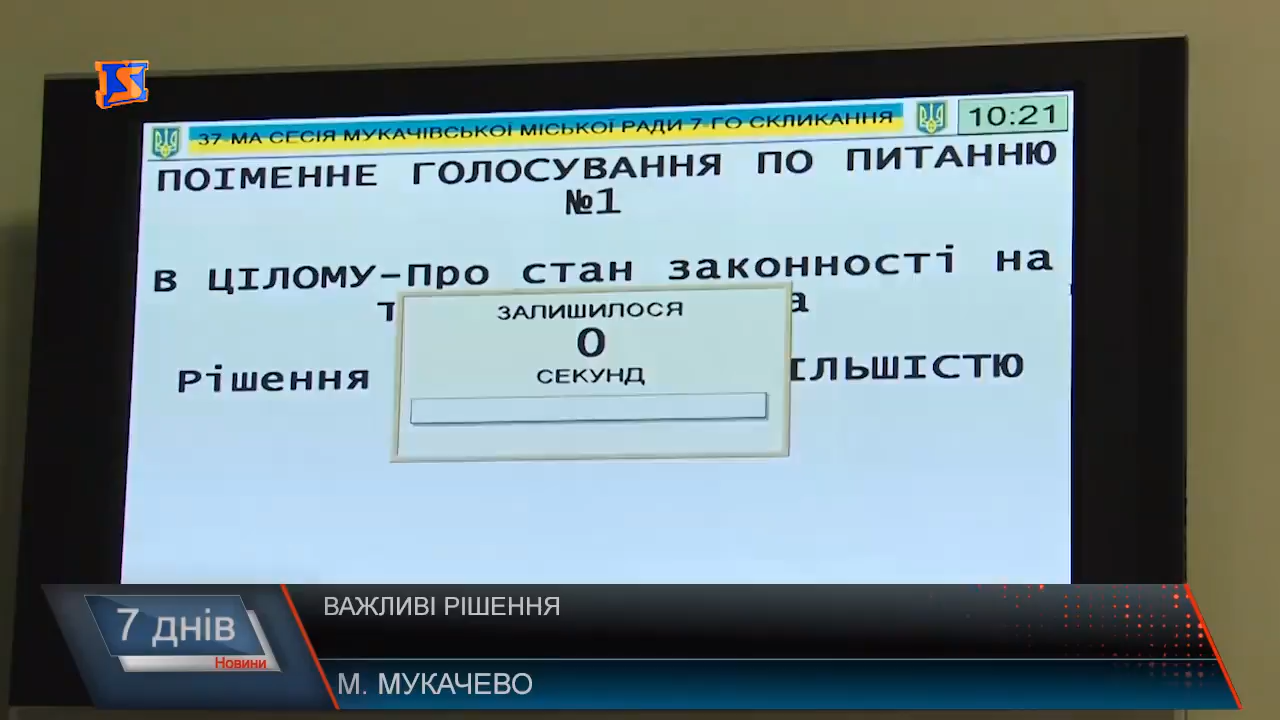 37-МА СЕСІЯ МУКАЧІВСЬКОЇ МІСЬКОЇ РАДИ 7-ГО СКЛИКАННЯ
10:21
ПОІМЕННЕ ГОЛОСУВАННЯ ПО ПИТАННЮ
№1
В ЦІЛОМУ-Про стан законності на
ЗАЛИШИЛОСЯ
0
СЕКУНД
Рішення
7 днів
Новини
ВАЖЛИВІ РІШЕННЯ
М. МУКАЧЕВО